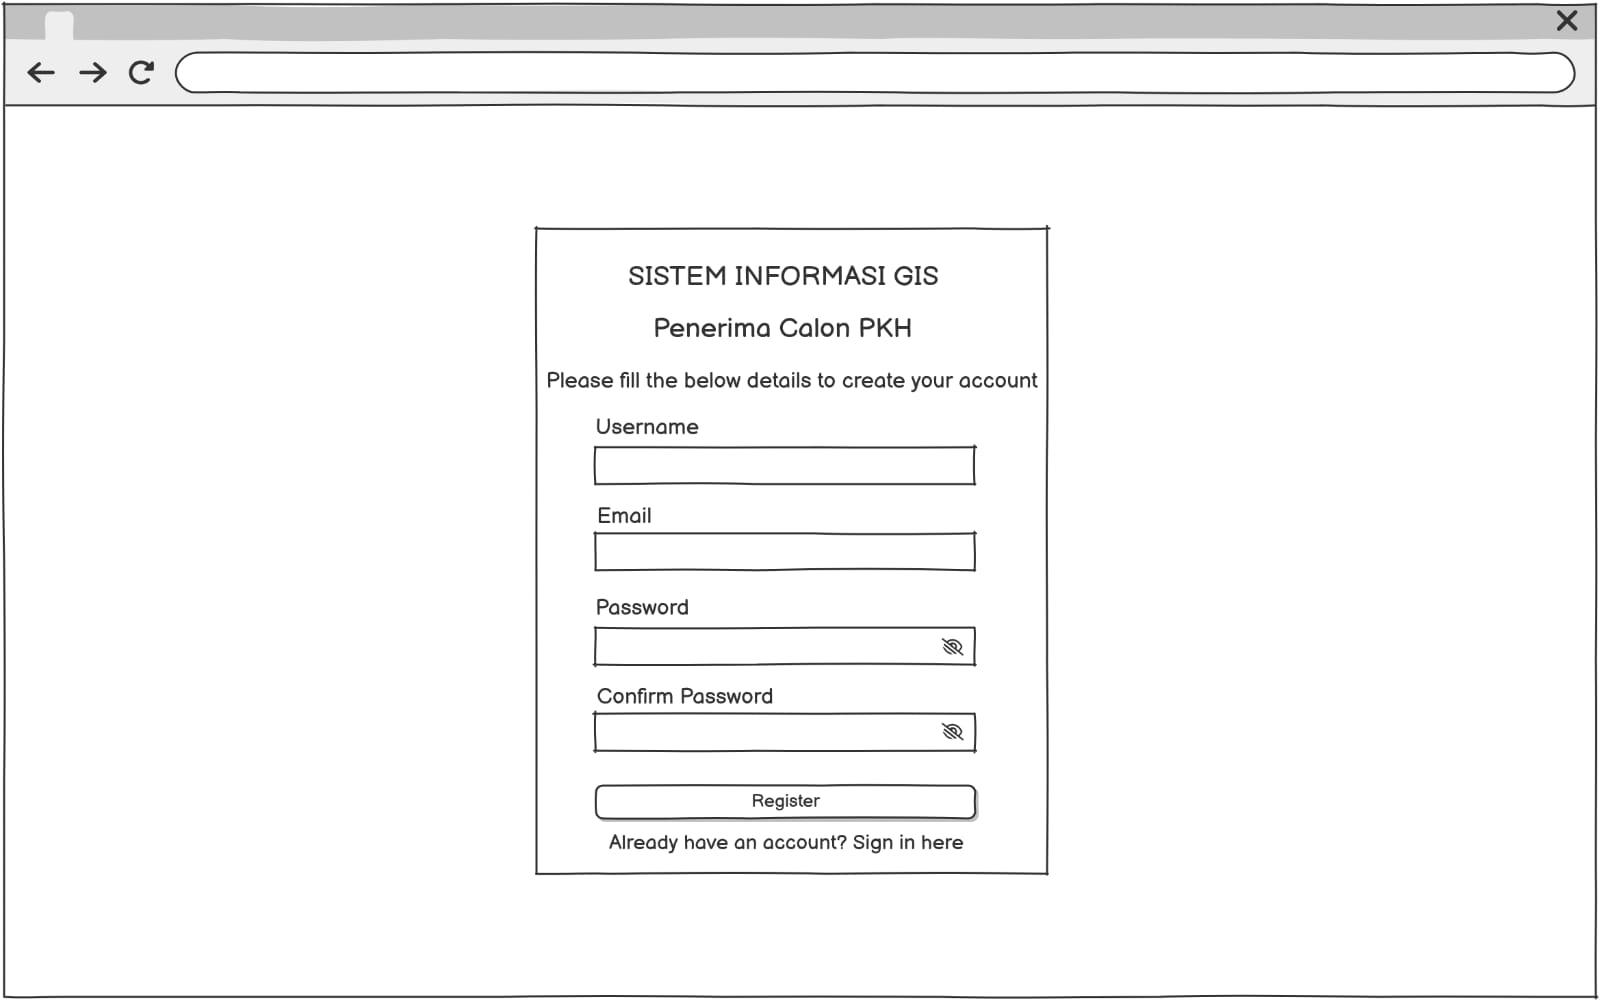 SISTEM INFORMASI GIS
Penerima Calon PKH
Please fill the below details to create your account
Username
Email
Password
Confirm Password
Register
Already have an account? Sign in here